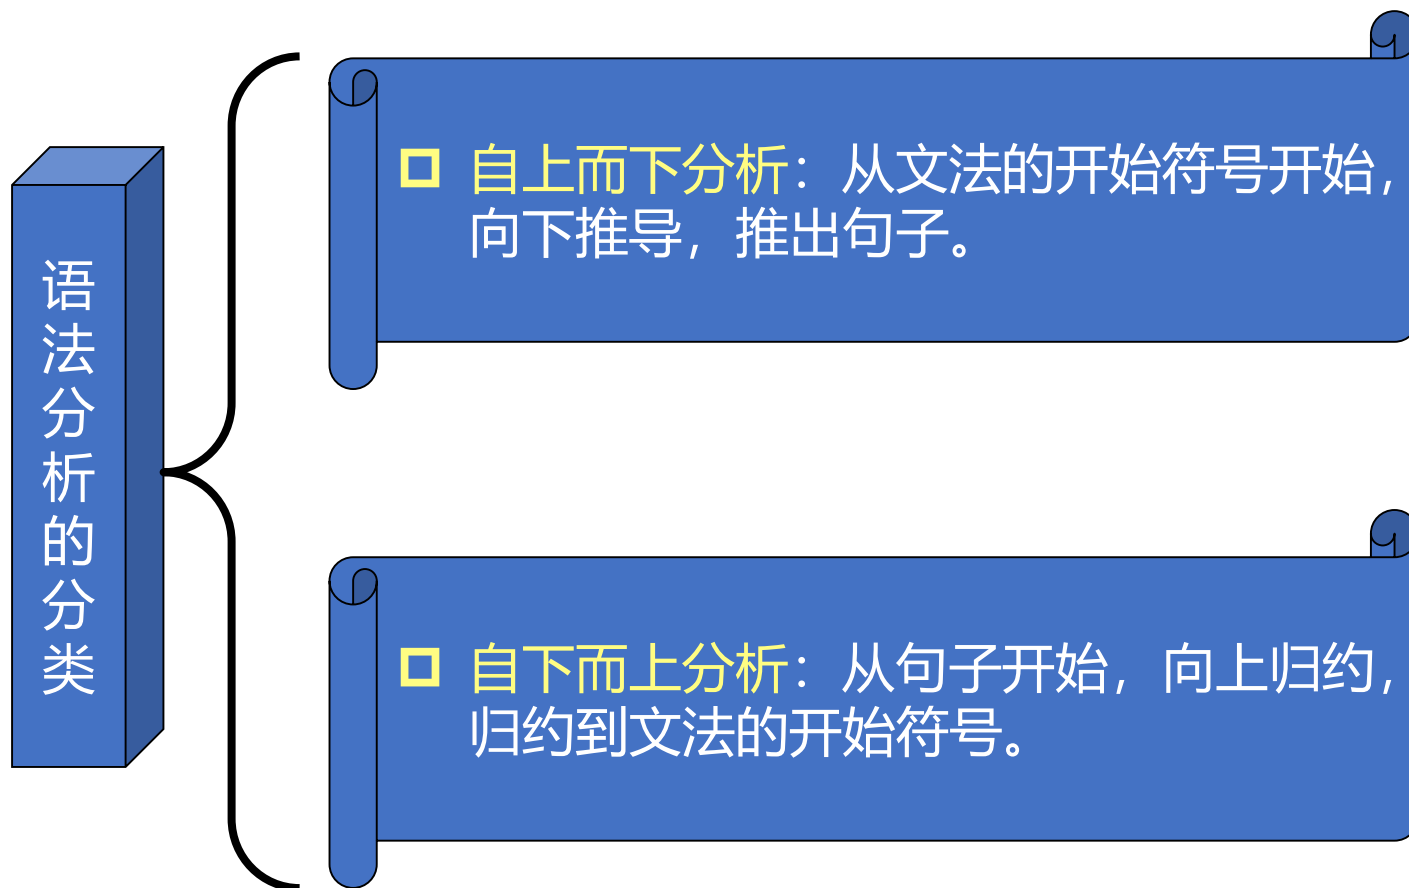 语法分析的分类
自上而下分析：从文法的开始符号开始，
向下推导，推出句子。
自下而上分析：从句子开始，向上归约，
归约到文法的开始符号。